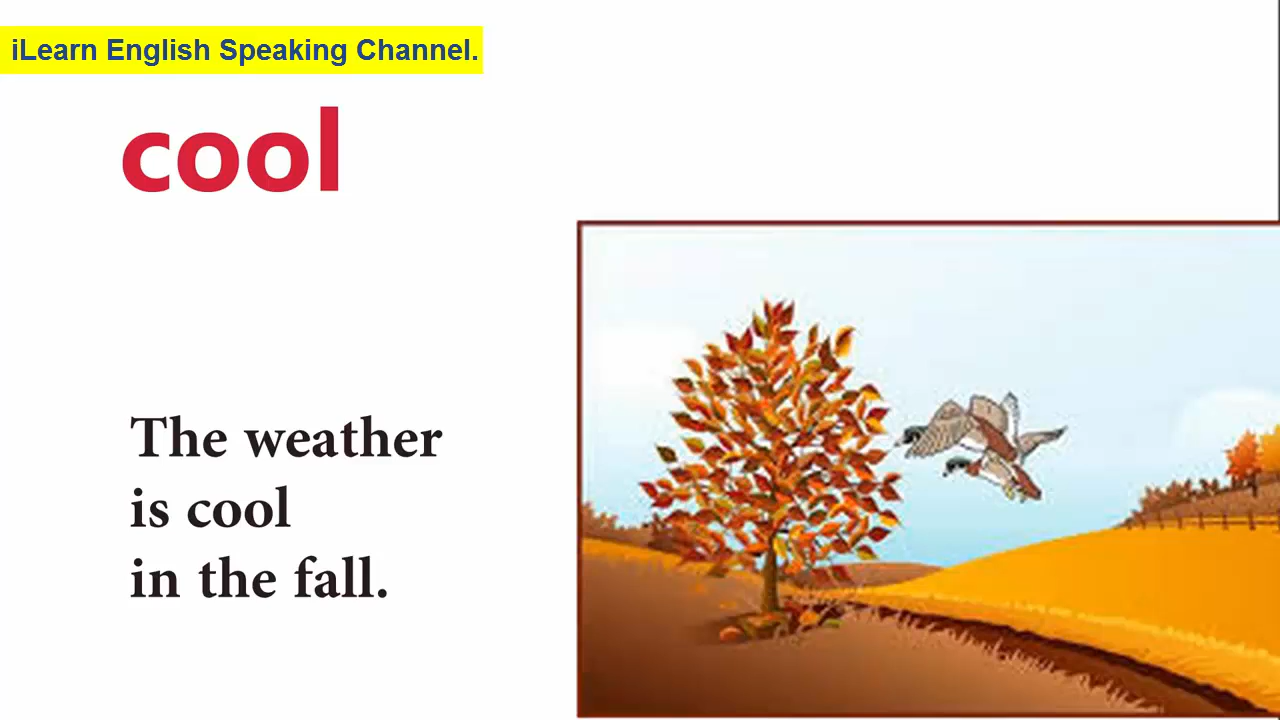 iLearn English Speaking Channel.
cool
The weather
is cool
in the fall.